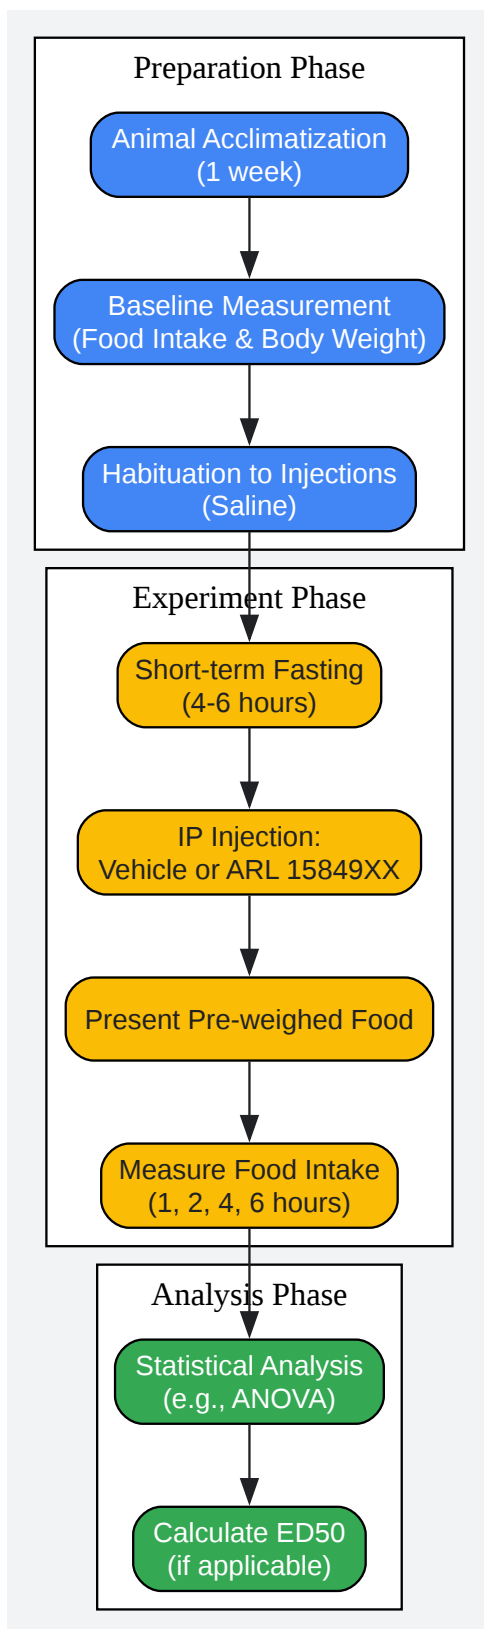 Preparation Phase
Animal Acclimatization
(1 week)
Baseline Measurement
(Food Intake & Body Weight)
Habituation to Injections
(Saline)
Experiment Phase
Short-term Fasting
(4-6 hours)
IP Injection:
Vehicle or ARL 15849XX
Present Pre-weighed Food
Measure Food Intake
(1, 2, 4, 6 hours)
Analysis Phase
Statistical Analysis
(e.g., ANOVA)
Calculate ED50
(if applicable)